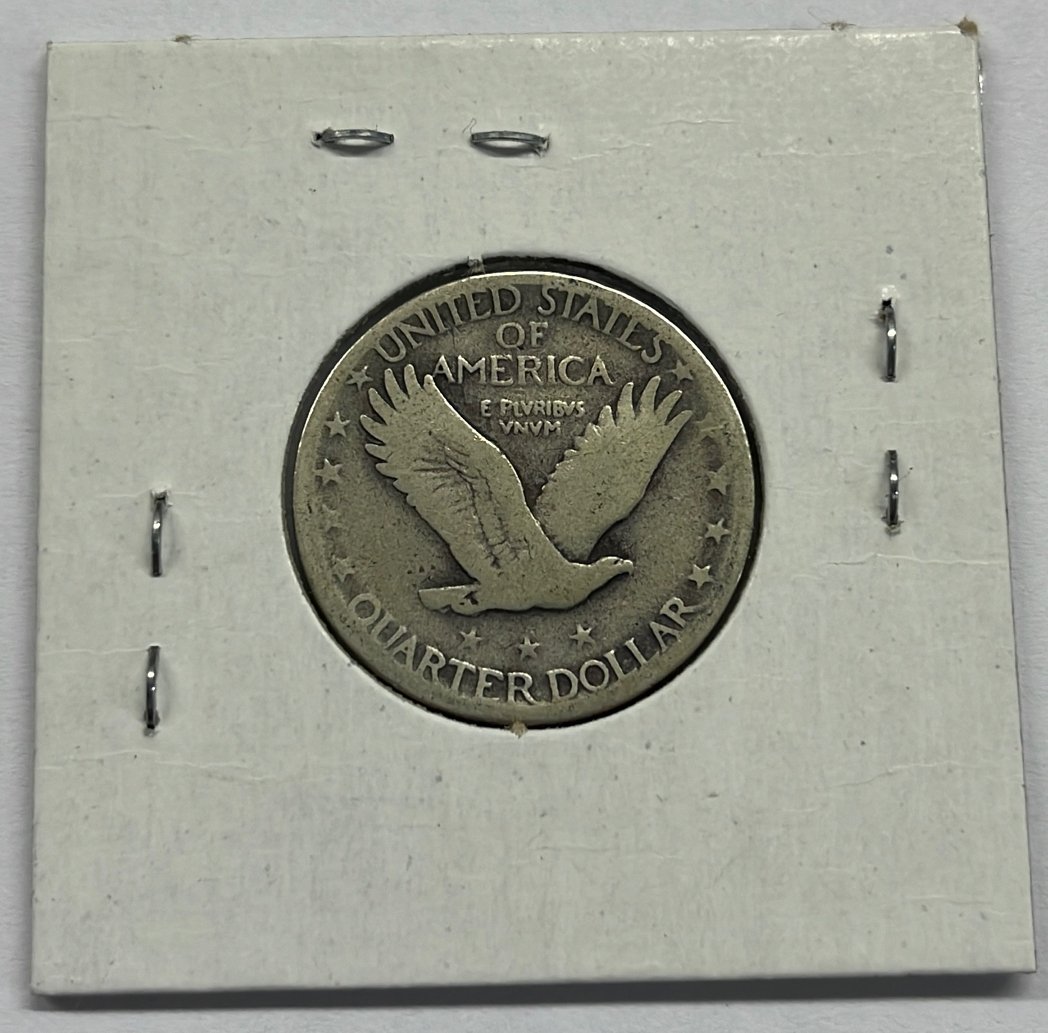 UNITED STATES
OF
AMERICA
E PLVRIBVS
VNVM
QUARTER DOLLAR